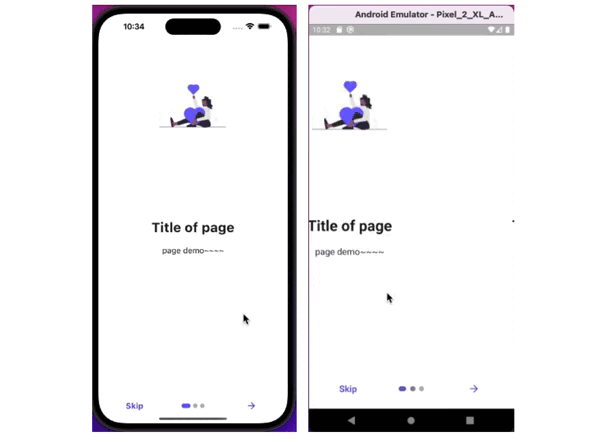 10:34
Title of page
page demo~~~~
Skip
Android Emulator - Pixel_2_XL_A...
10:32
Title of page
page demo~~~~
Skip